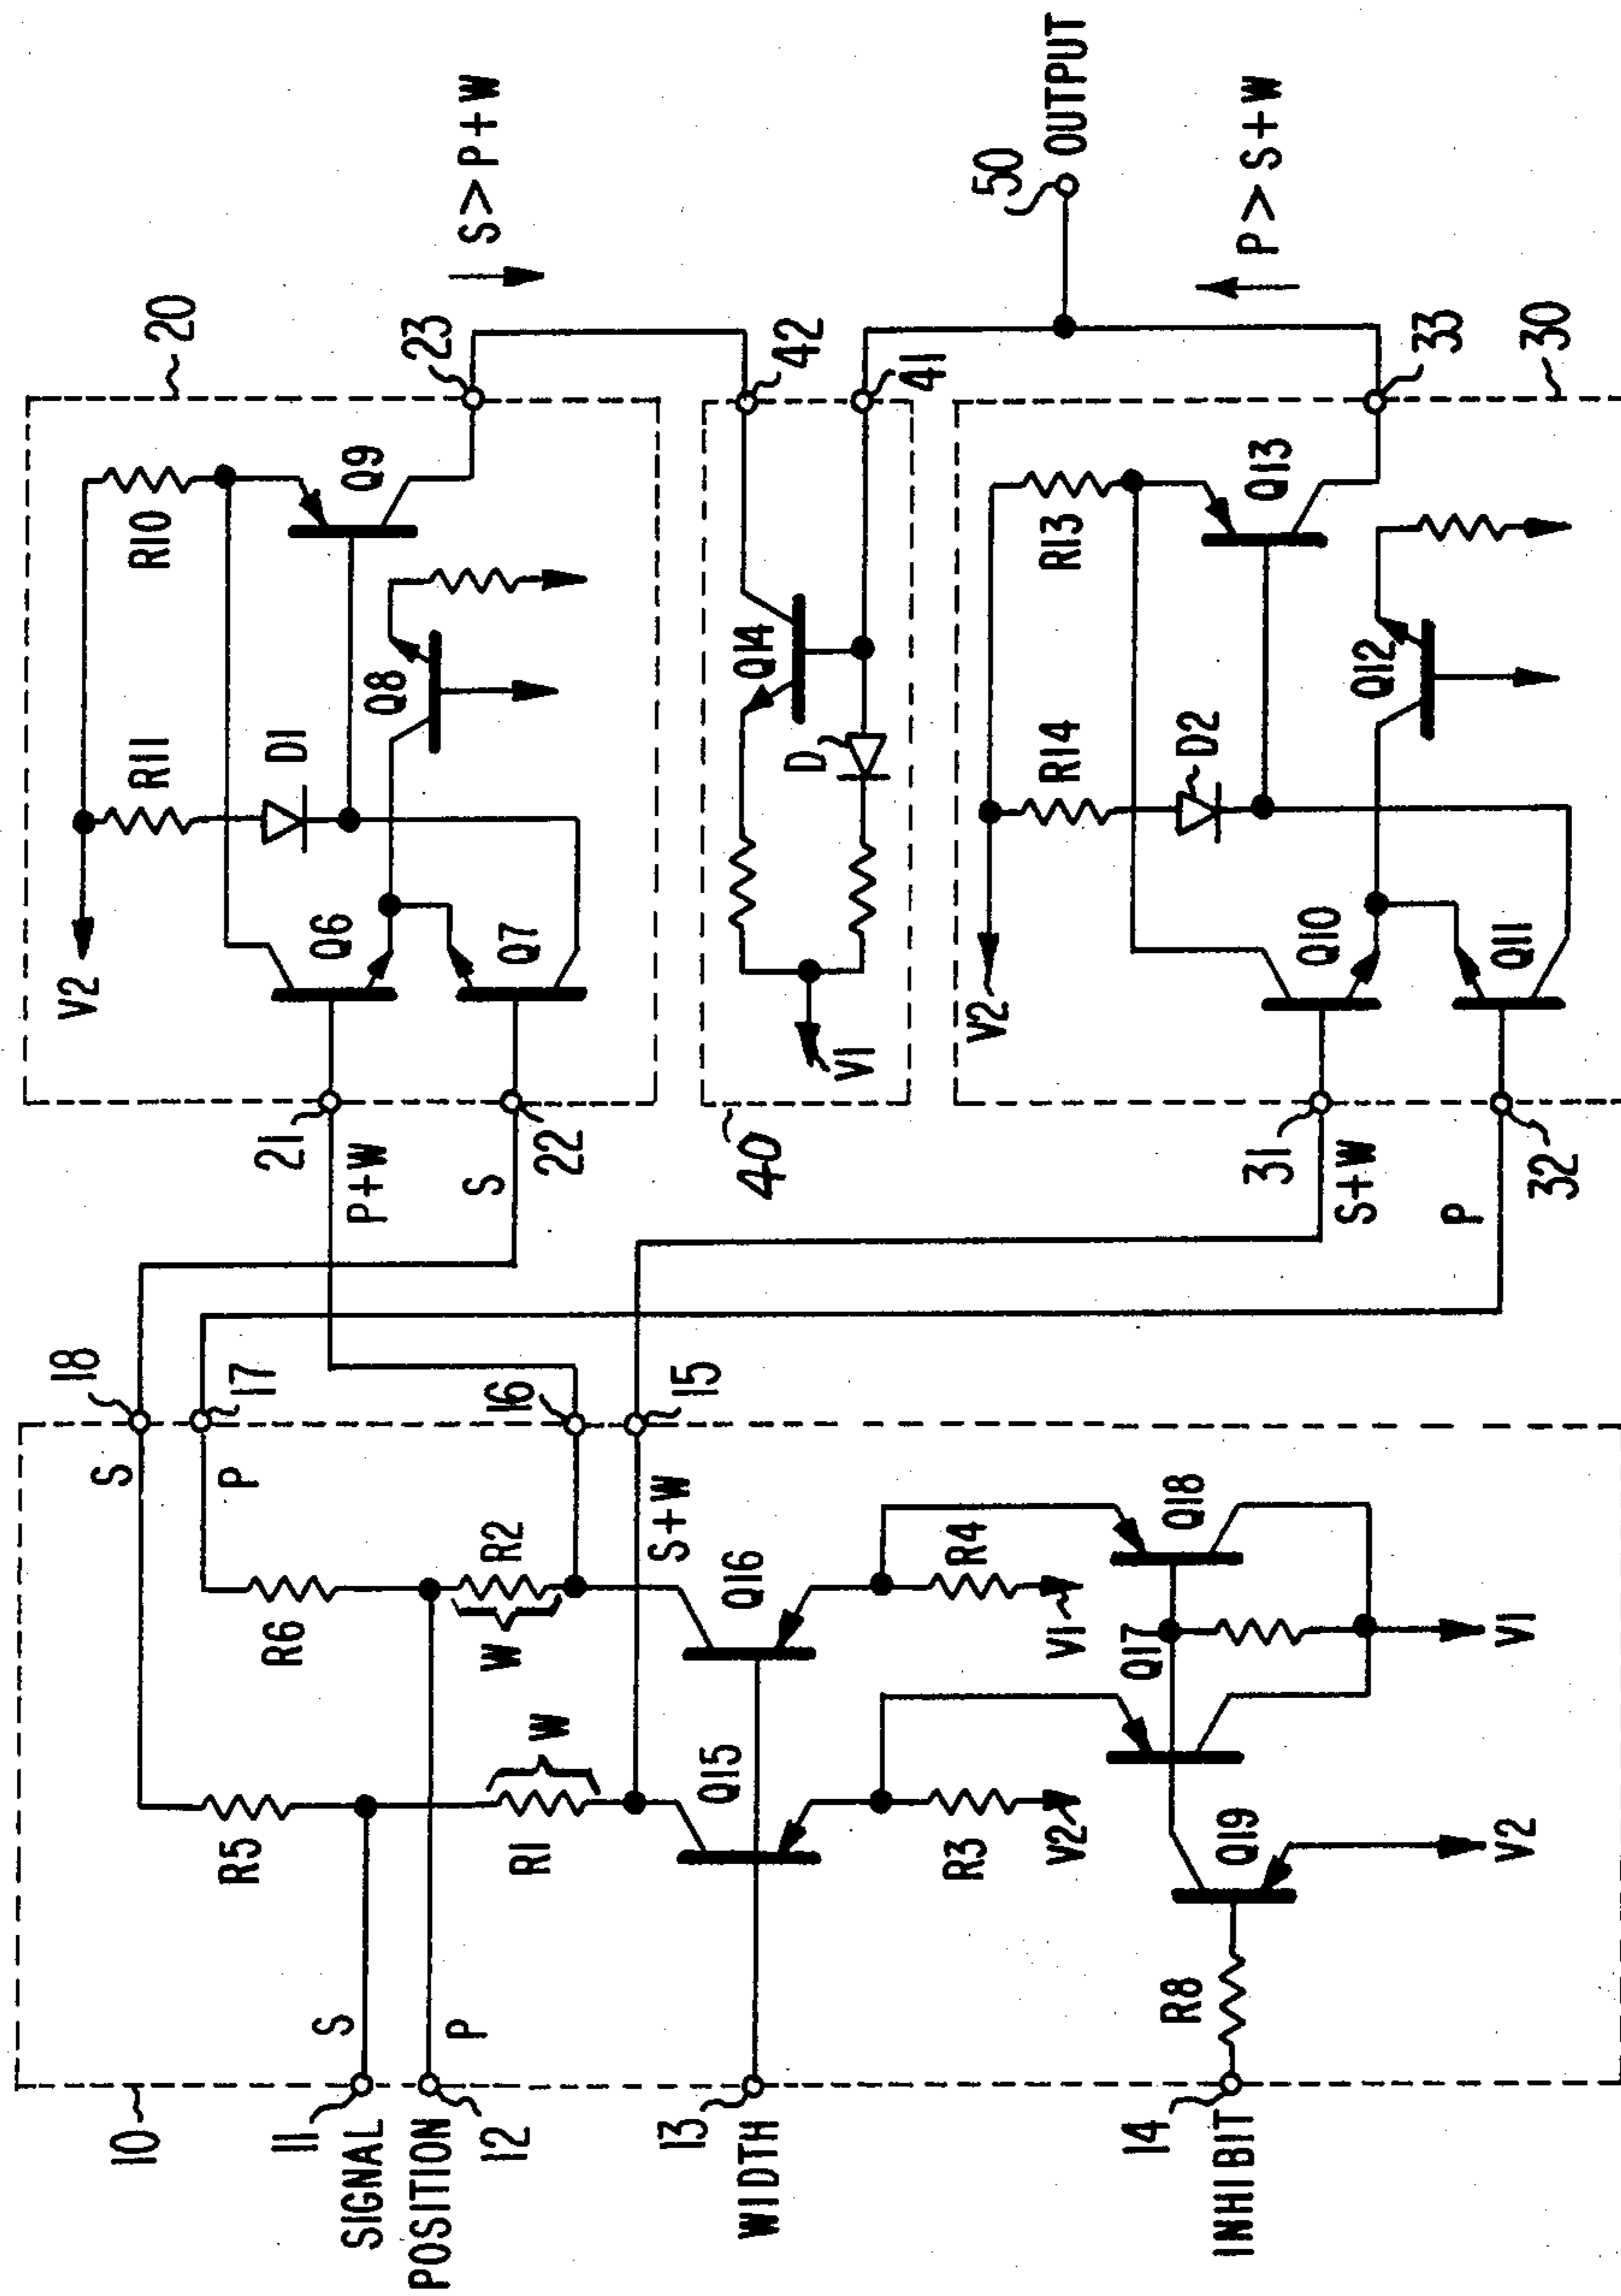 10
11
SIGNAL
S
POSITION
12
P
13
WIDTH
14
INHIBIT
R8
R5
R1
W
R6
R2
W
S
18
P
17
16
15
S+W
Q15
Q16
R3
V2
R4
V1
Q17
Q18
Q19
V2
V1
20
V2
R11
R10
D1
Q6
Q7
Q8
Q9
21
P+W
S
22
23
S>P+W
40
V1
Q14
D
42
41
50
OUTPUT
P>S+W
30
V2
R14
R13
D2
Q10
Q11
Q12
Q13
31
S+W
P
32
33